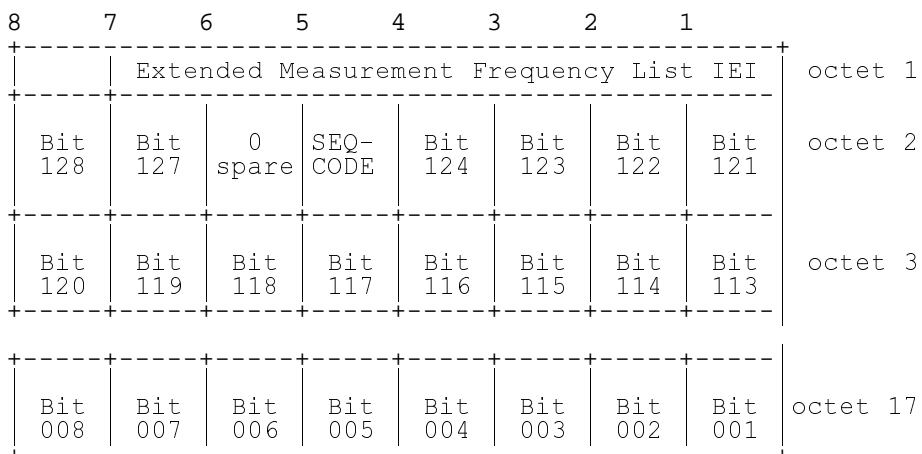 8 7 6 5 4 3 2 1
Extended Measurement Frequency List IEI octet 1
Bit Bit 0 SEQ- Bit Bit Bit Bit octet 2
128 127 spare CODE 124 123 122 121
Bit Bit Bit Bit Bit Bit Bit Bit octet 3
120 119 118 117 116 115 114 113
Bit Bit Bit Bit Bit Bit Bit Bit octet 17
008 007 006 005 004 003 002 001